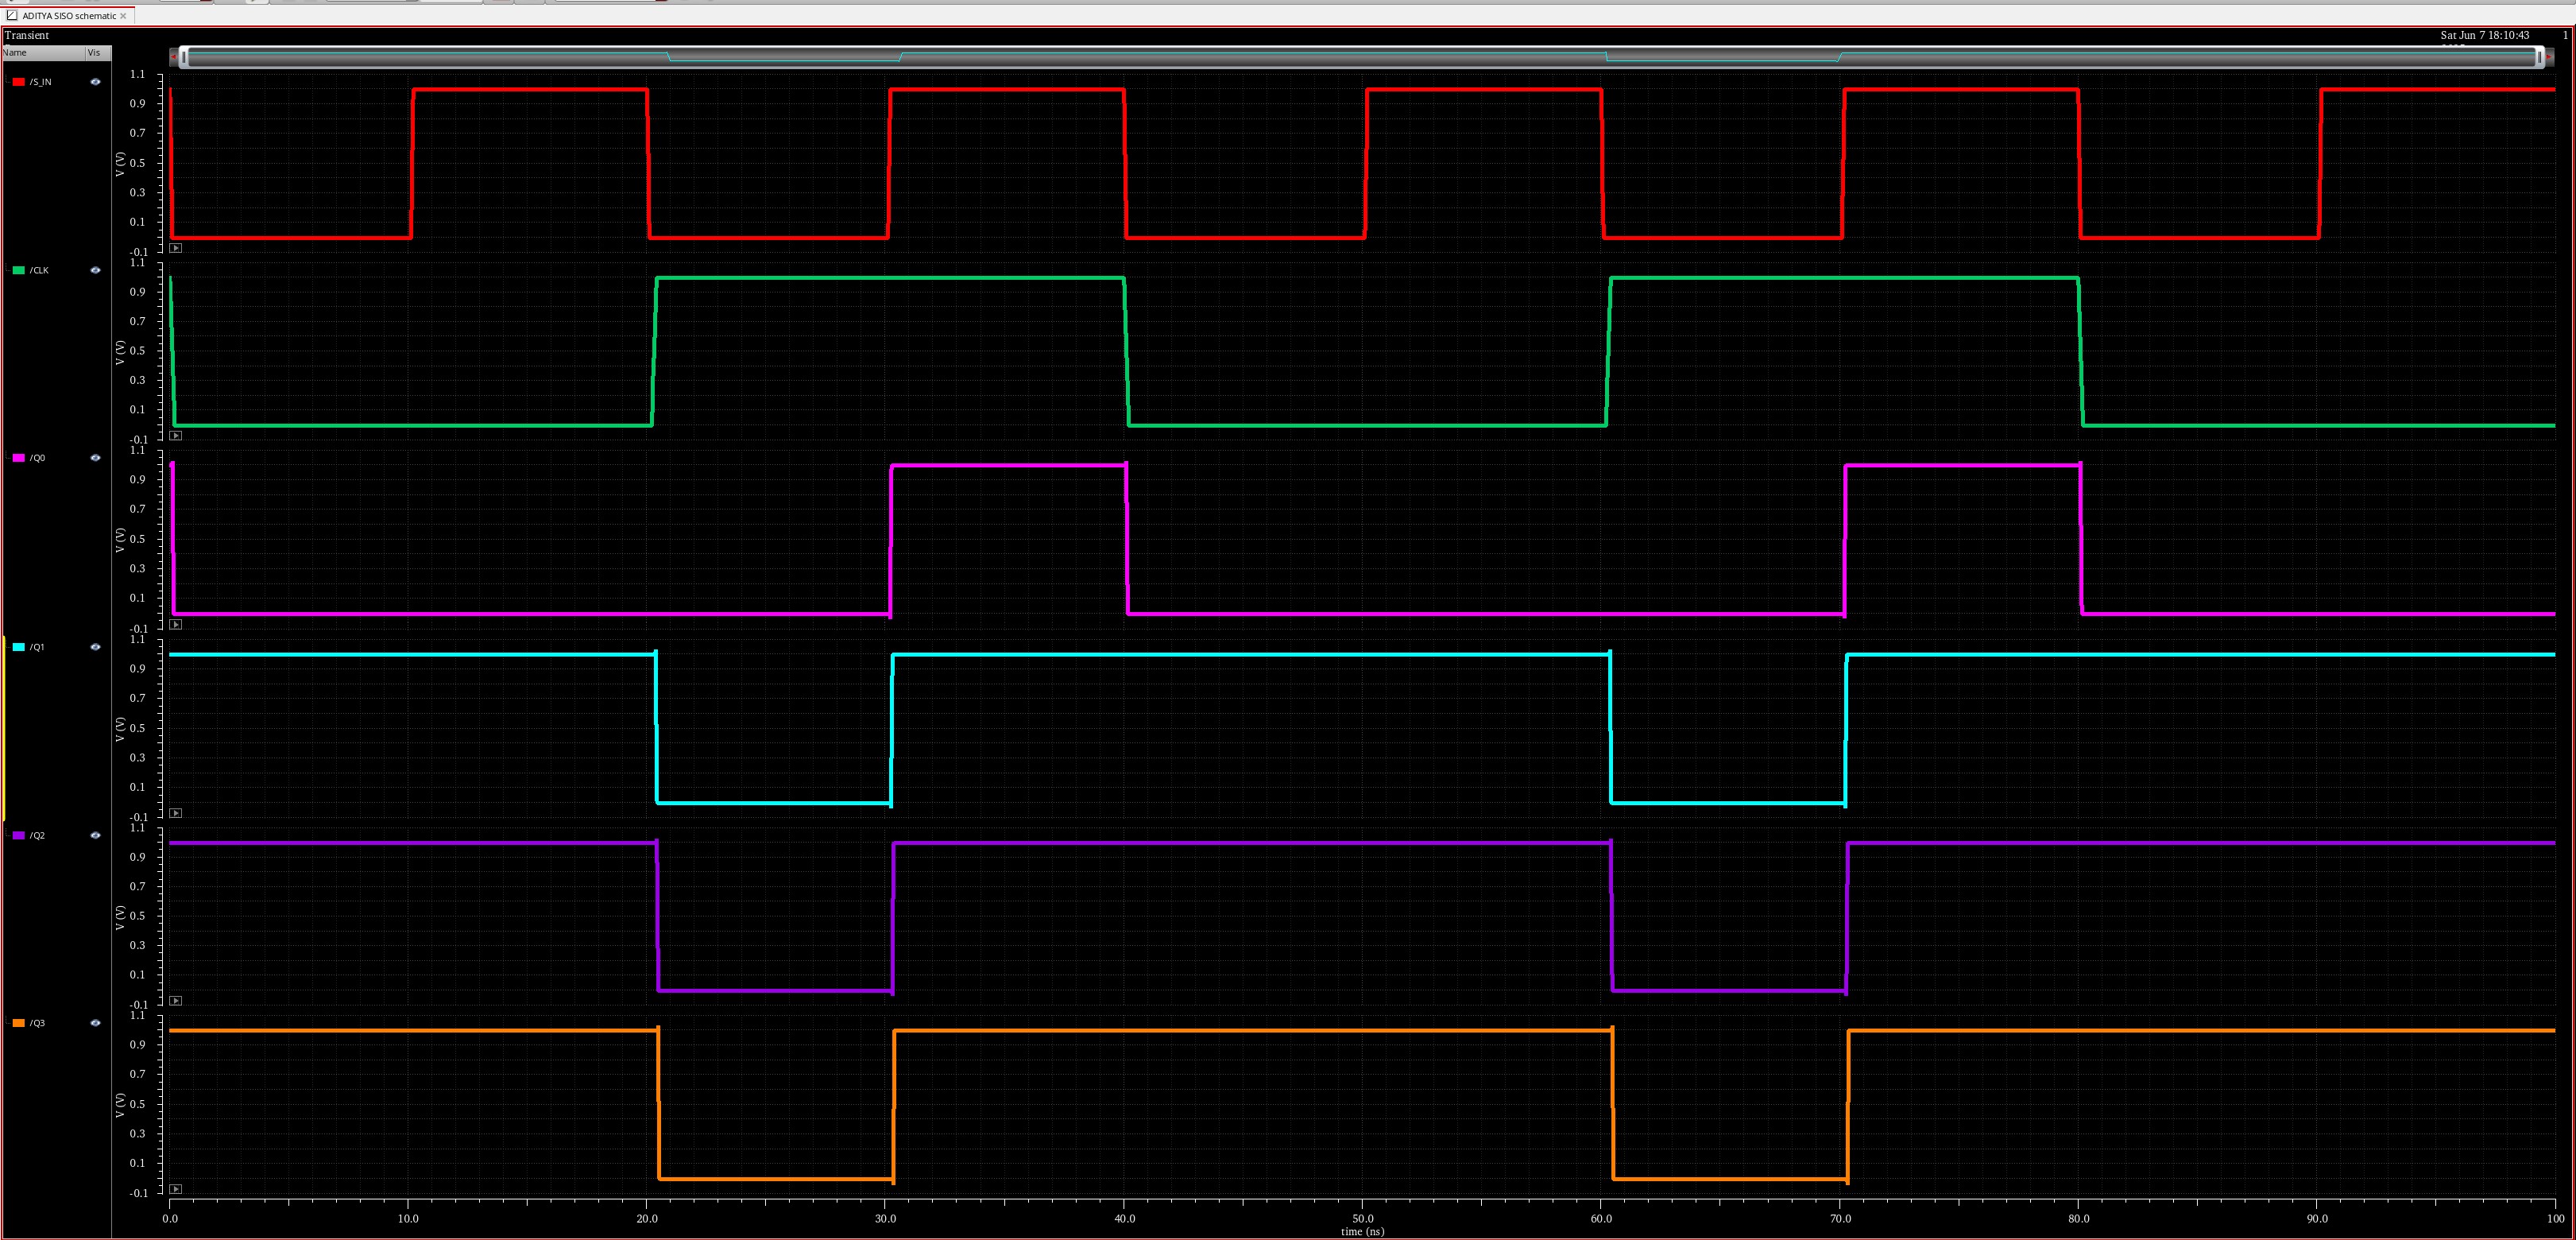 ADITYA SISO schematic
Transient
Sat Jun 7 18:10:43 1
Name Vis
/S_IN
1.1
0.9
0.7
0.5
0.3
0.1
-0.1
V (V)
/CLK
1.1
0.9
0.7
0.5
0.3
0.1
-0.1
V (V)
/Q0
1.1
0.9
0.7
0.5
0.3
0.1
-0.1
V (V)
/Q1
1.1
0.9
0.7
0.5
0.3
0.1
-0.1
V (V)
/Q2
1.1
0.9
0.7
0.5
0.3
0.1
-0.1
V (V)
/Q3
1.1
0.9
0.7
0.5
0.3
0.1
-0.1
V (V)
0.0 10.0 20.0 30.0 40.0 50.0 60.0 70.0 80.0 90.0 100
time (ns)